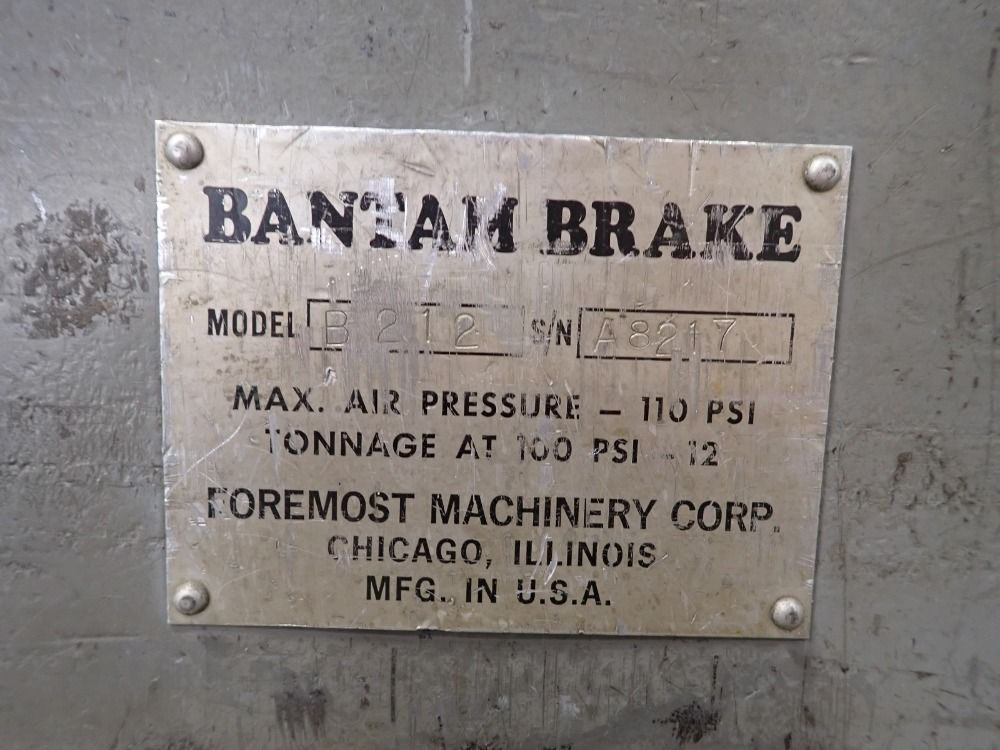 BANTAM BRAKE
MODEL B 212 S/N A8217
MAX. AIR PRESSURE – 110 PSI
TONNAGE AT 100 PSI – 12
FOREMOST MACHINERY CORP.
CHICAGO, ILLINOIS
MFG. IN U.S.A.